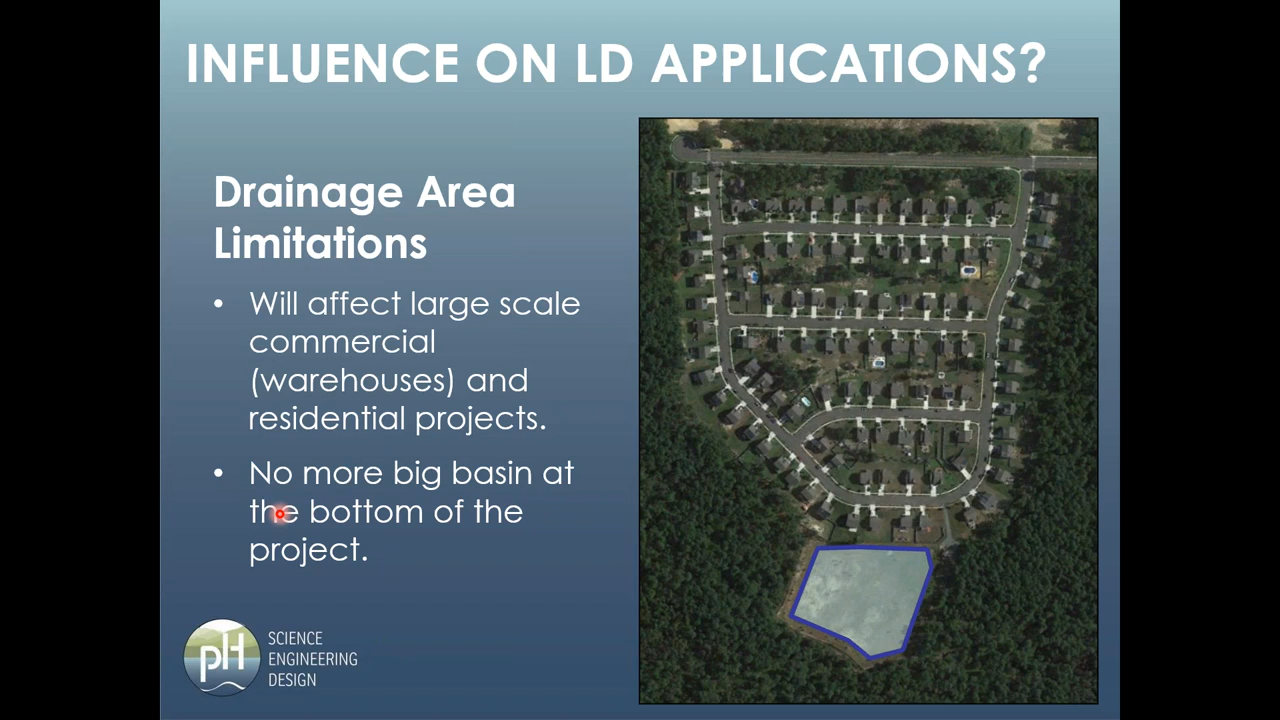 INFLUENCE ON LD APPLICATIONS?
Drainage Area
Limitations
• Will affect large scale
commercial
(warehouses) and
residential projects.
• No more big basin at
the bottom of the
project.
pH
SCIENCE
ENGINEERING
DESIGN